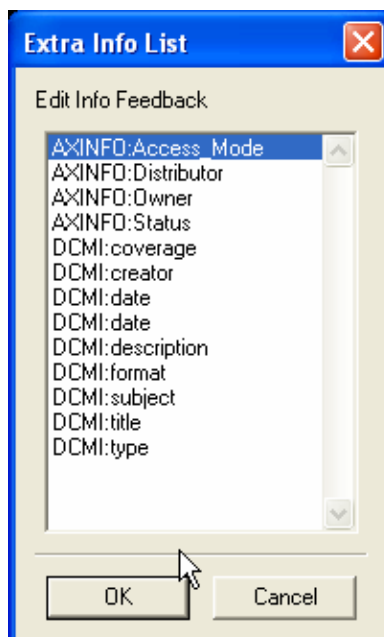 Extra Info List
Edit Info Feedback
AXINFO:Access_Mode
AXINFO:Distributor
AXINFO:Owner
AXINFO:Status
DCMI:coverage
DCMI:creator
DCMI:date
DCMI:date
DCMI:description
DCMI:format
DCMI:subject
DCMI:title
DCMI:type
OK Cancel